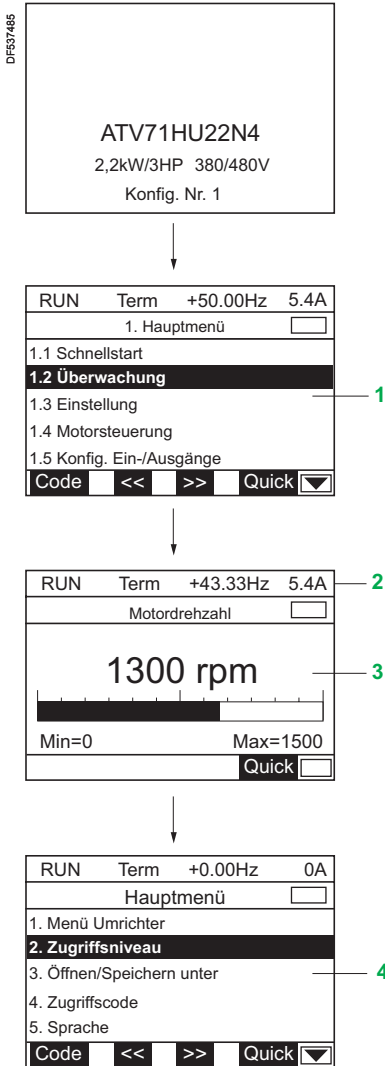 DF537485
ATV71HU22N4
2,2kW/3HP 380/480V
Konfig. Nr. 1
RUN Term +50.00Hz 5.4A
1. Hauptmenü
1.1 Schnellstart
1.2 Überwachung
1.3 Einstellung
1
1.4 Motorsteuerung
1.5 Konfig. Ein-/Ausgänge
Code << >> Quick
RUN Term +43.33Hz 5.4A 2
Motordrehzahl
1300 rpm 3
Min=0 Max=1500
Quick
RUN Term +0.00Hz 0A
Hauptmenü
1. Menü Umrichter
2. Zugriffsniveau
3. Öffnen/Speichern unter 4
4. Zugriffscode
5. Sprache
Code << >> Quick